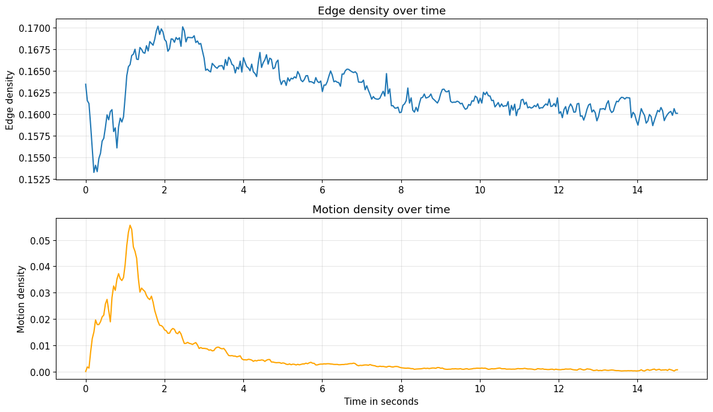 Edge density over time
Edge density
0.1700
0.1675
0.1650
0.1625
0.1600
0.1575
0.1550
0.1525
0 2 4 6 8 10 12 14
Motion density over time
Motion density
0.05
0.04
0.03
0.02
0.01
0.00
0 2 4 6 8 10 12 14
Time in seconds